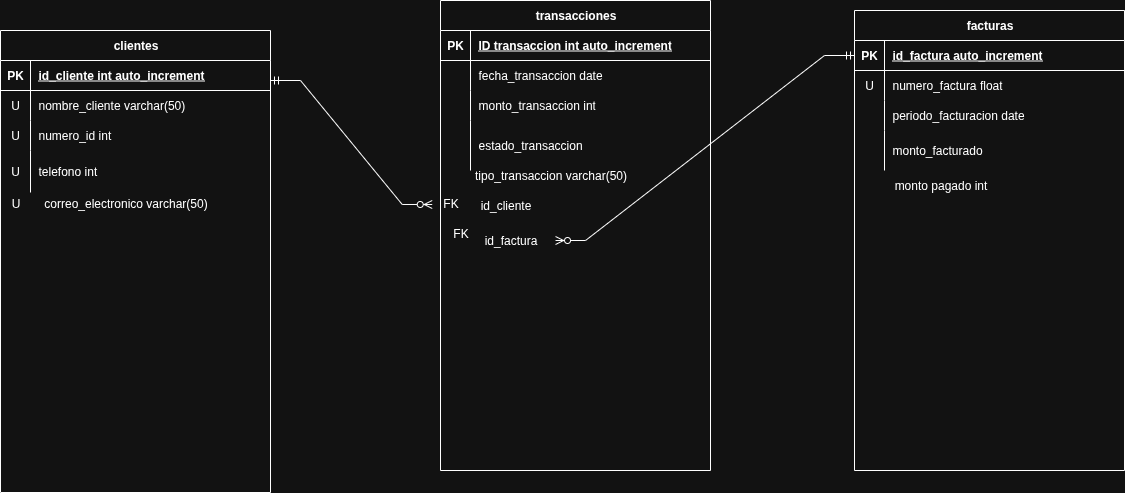 clientes
PK id_cliente int auto_increment
U nombre_cliente varchar(50)
U numero_id int
U telefono int
U correo_electronico varchar(50)
transacciones
PK ID transaccion int auto_increment
fecha_transaccion date
monto_transaccion int
estado_transaccion
tipo_transaccion varchar(50)
FK id_cliente
FK id_factura
facturas
PK id_factura auto_increment
U numero_factura float
periodo_facturacion date
monto_facturado
monto pagado int